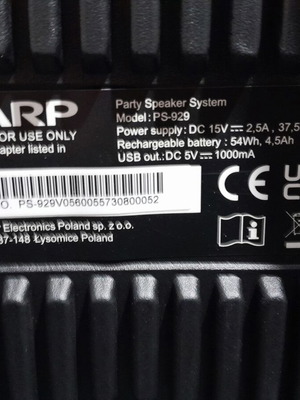 ARP
Party Speaker System
Model: PS-929
OR USE ONLY
Power supply: DC 15V 2,5A , 37,5
apter listed in
Rechargeable battery : 54Wh, 4,5Ah
USB out.: DC 5V 1000mA
O. PS-929V0560055730800052
CE
Electronics Poland sp. z o.o.
87-148 Łysomice Poland